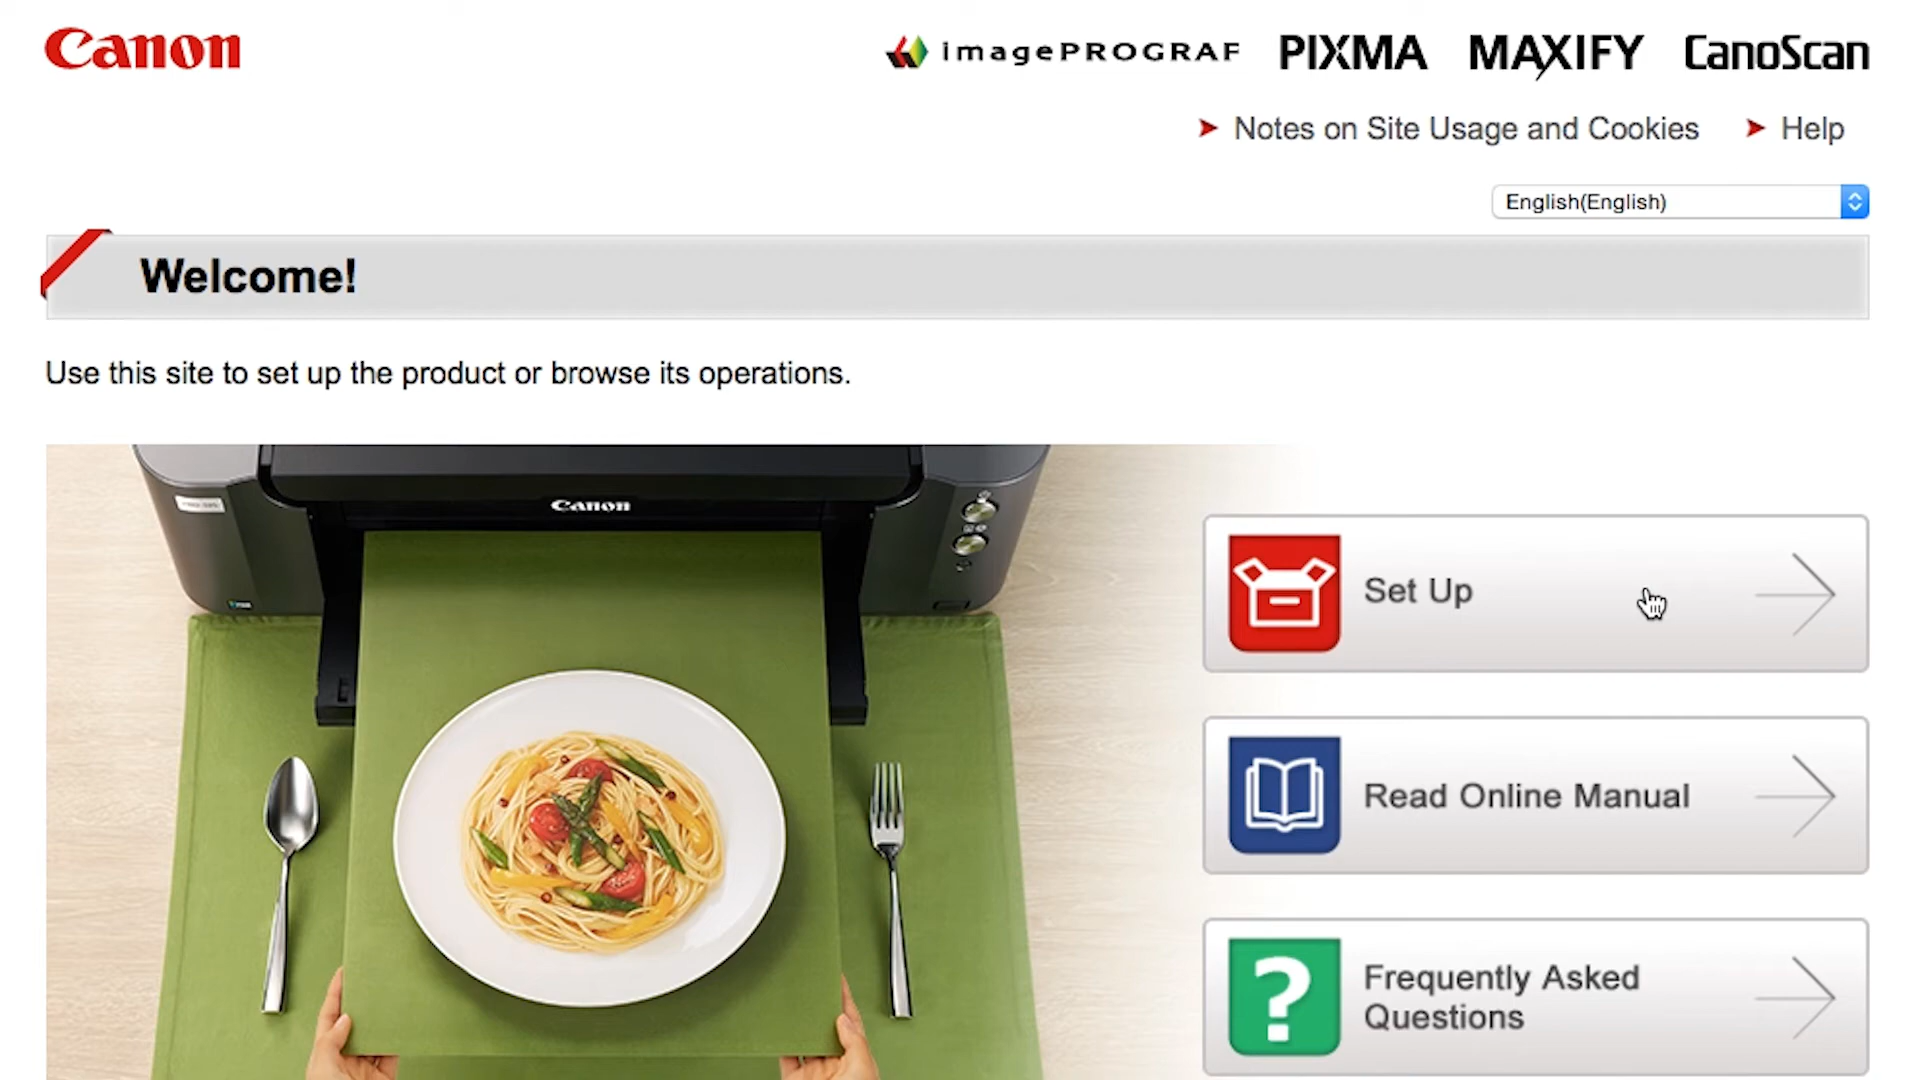 Canon
imagePROGRAF PIXMA MAXIFY CanoScan
Notes on Site Usage and Cookies Help
English(English)
Welcome!
Use this site to set up the product or browse its operations.
Canon
Set Up
Read Online Manual
Frequently Asked
Questions